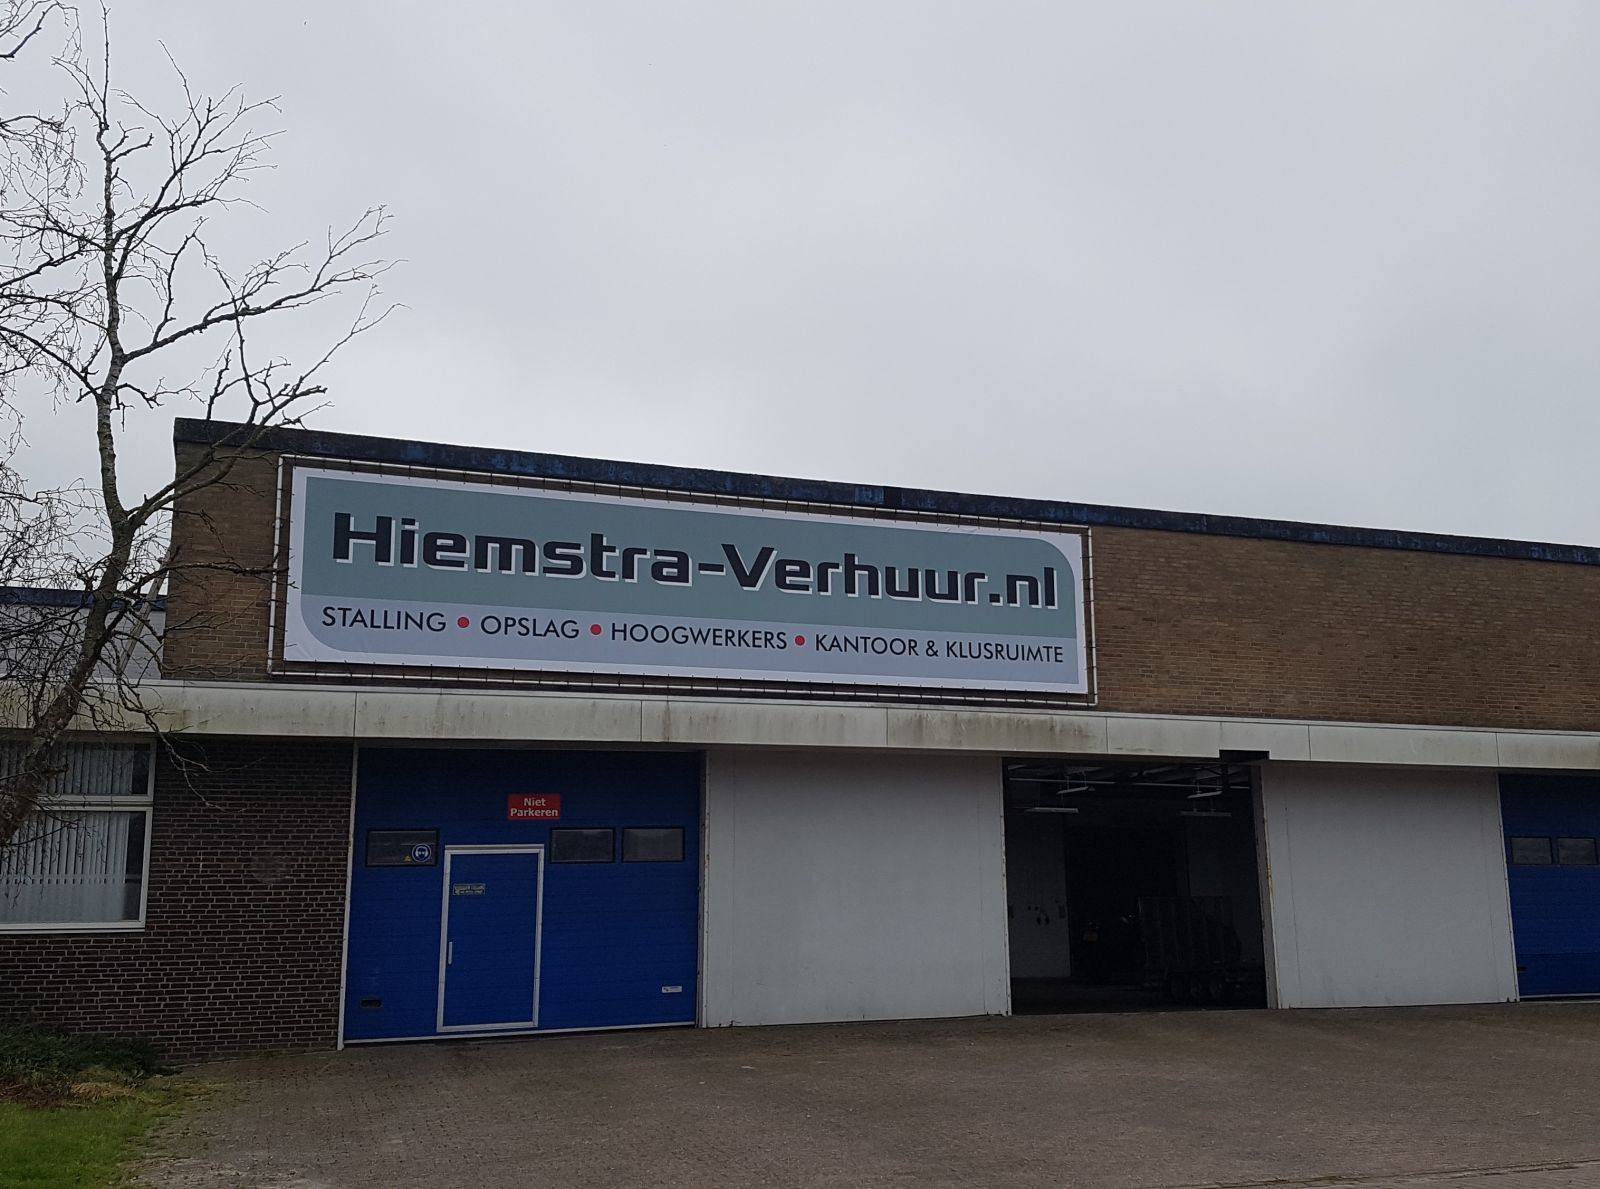 Hiemstra-Verhuur.nl
STALLING • OPSLAG • HOOGWERKERS • KANTOOR & KLUSRUIMTE
Niet
Parkeren